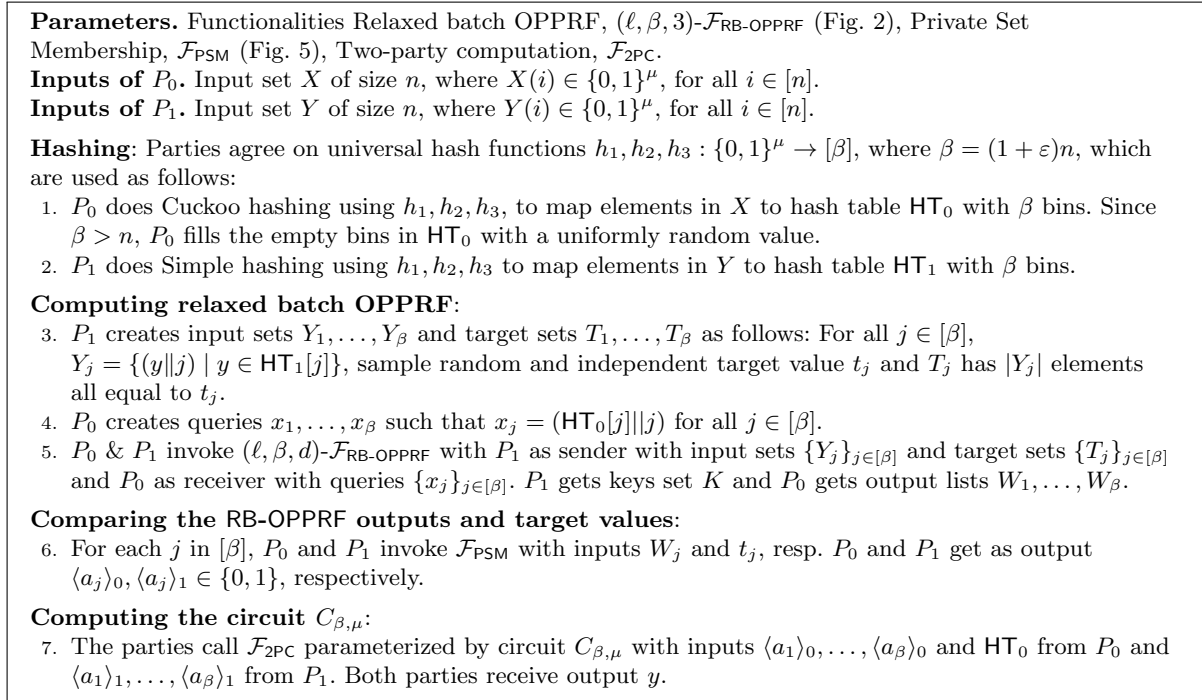 Parameters. Functionalities Relaxed batch OPPRF, (ℓ, β, 3)-F_RB-OPPRF (Fig. 2), Private Set
Membership, F_PSM (Fig. 5), Two-party computation, F_2PC.
Inputs of P_0. Input set X of size n, where X(i) ∈ {0, 1}^μ, for all i ∈ [n].
Inputs of P_1. Input set Y of size n, where Y(i) ∈ {0, 1}^μ, for all i ∈ [n].
Hashing: Parties agree on universal hash functions h_1, h_2, h_3 : {0, 1}^μ → [β], where β = (1 + ε)n, which
are used as follows:
1. P_0 does Cuckoo hashing using h_1, h_2, h_3, to map elements in X to hash table HT_0 with β bins. Since
β > n, P_0 fills the empty bins in HT_0 with a uniformly random value.
2. P_1 does Simple hashing using h_1, h_2, h_3 to map elements in Y to hash table HT_1 with β bins.
Computing relaxed batch OPPRF:
3. P_1 creates input sets Y_1, . . . , Y_β and target sets T_1, . . . , T_β as follows: For all j ∈ [β],
Y_j = {(y||j) | y ∈ HT_1[j]}, sample random and independent target value t_j and T_j has |Y_j| elements
all equal to t_j.
4. P_0 creates queries x_1, . . . , x_β such that x_j = (HT_0[j]||j) for all j ∈ [β].
5. P_0 & P_1 invoke (ℓ, β, d)-F_RB-OPPRF with P_1 as sender with input sets {Y_j}_j∈[β] and target sets {T_j}_j∈[β]
and P_0 as receiver with queries {x_j}_j∈[β]. P_1 gets keys set K and P_0 gets output lists W_1, . . . , W_β.
Comparing the RB-OPPRF outputs and target values:
6. For each j in [β], P_0 and P_1 invoke F_PSM with inputs W_j and t_j, resp. P_0 and P_1 get as output
⟨a_j⟩_0, ⟨a_j⟩_1 ∈ {0, 1}, respectively.
Computing the circuit C_β,μ:
7. The parties call F_2PC parameterized by circuit C_β,μ with inputs ⟨a_1⟩_0, . . . , ⟨a_β⟩_0 and HT_0 from P_0 and
⟨a_1⟩_1, . . . , ⟨a_β⟩_1 from P_1. Both parties receive output y.